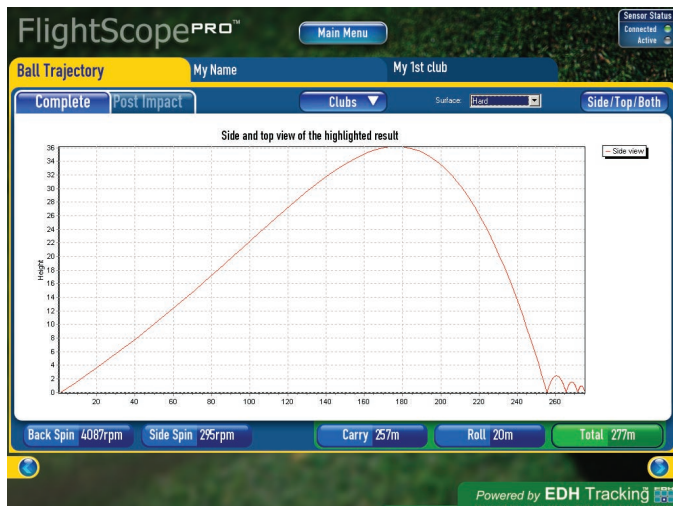 FlightScope PRO™
Main Menu
Sensor Status
Connected
Active
Ball Trajectory
My Name
My 1st club
Complete
Post Impact
Clubs
Surface:
Hard
Side/Top/Both
Side and top view of the highlighted result
Side view
Height
36
34
32
30
28
26
24
22
20
18
16
14
12
10
8
6
4
2
0
20 40 60 80 100 120 140 160 180 200 220 240 260
Back Spin 4087rpm
Side Spin 295rpm
Carry 257m
Roll 20m
Total 277m
Powered by EDH Tracking™